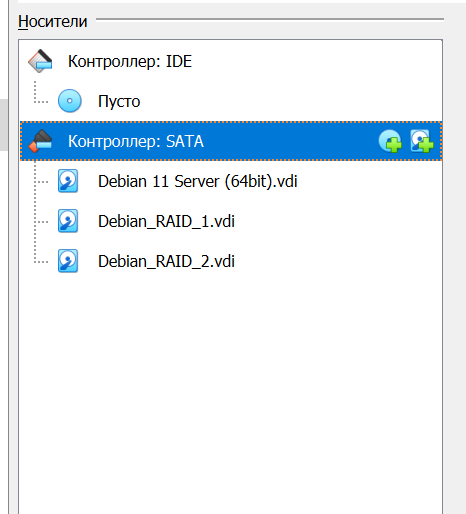 Носители
Контроллер: IDE
Пусто
Контроллер: SATA
Debian 11 Server (64bit).vdi
Debian_RAID_1.vdi
Debian_RAID_2.vdi